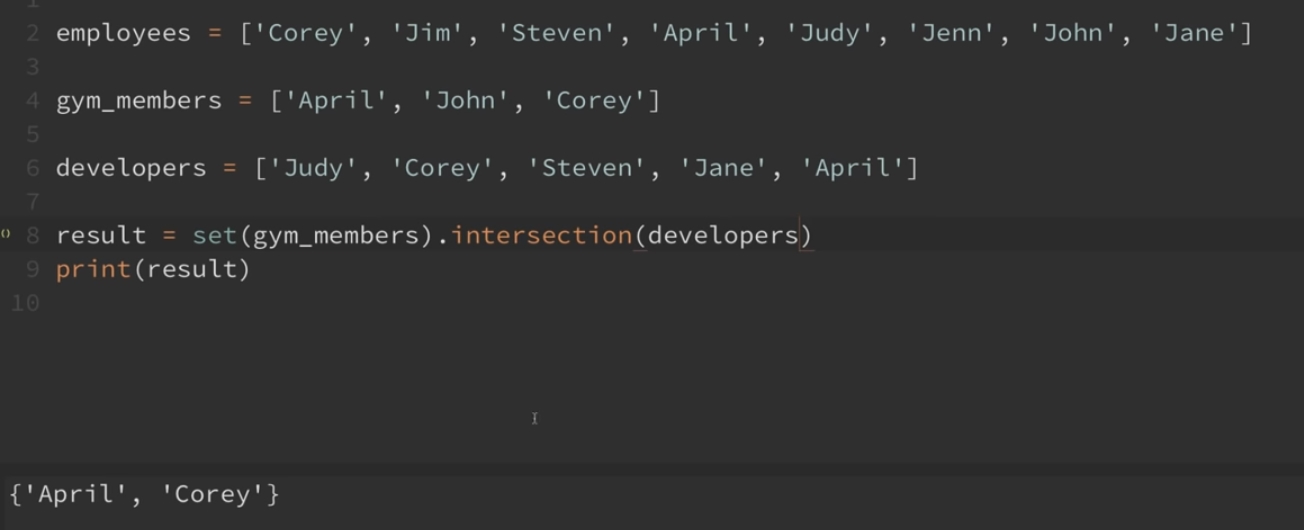 2 employees = ['Corey', 'Jim', 'Steven', 'April', 'Judy', 'Jenn', 'John', 'Jane']
3
4 gym_members = ['April', 'John', 'Corey']
5
6 developers = ['Judy', 'Corey', 'Steven', 'Jane', 'April']
7
8 result = set(gym_members).intersection(developers)
9 print(result)
10
{'April', 'Corey'}